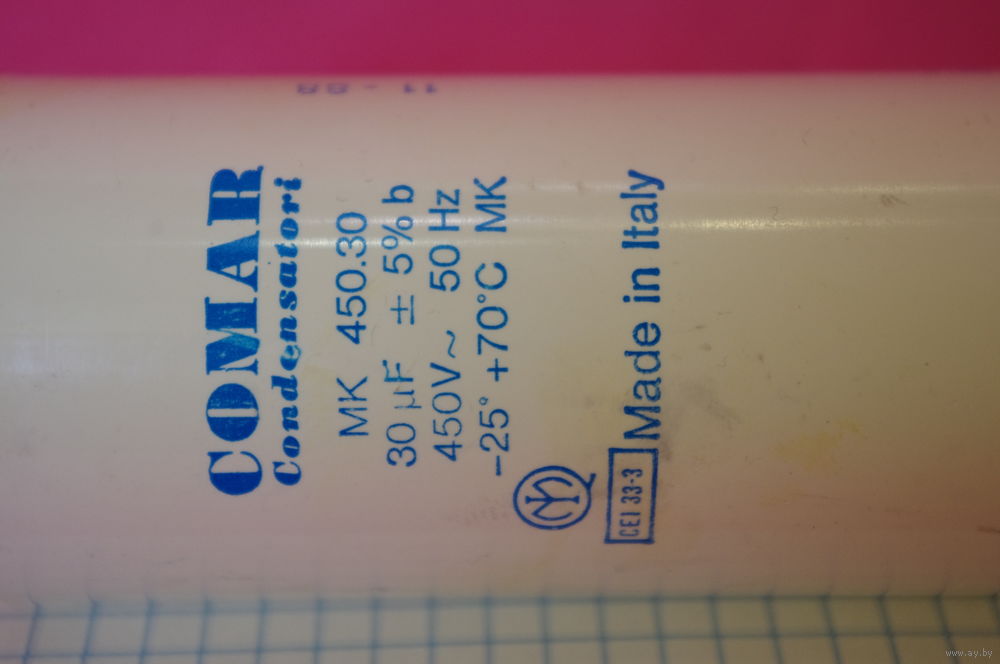 COMAR
Condensatori
MK 450.30
30 µF ± 5% b
450V~ 50 Hz
-25° +70°C MK
CEI 33-3
Made in Italy
www.ay.by